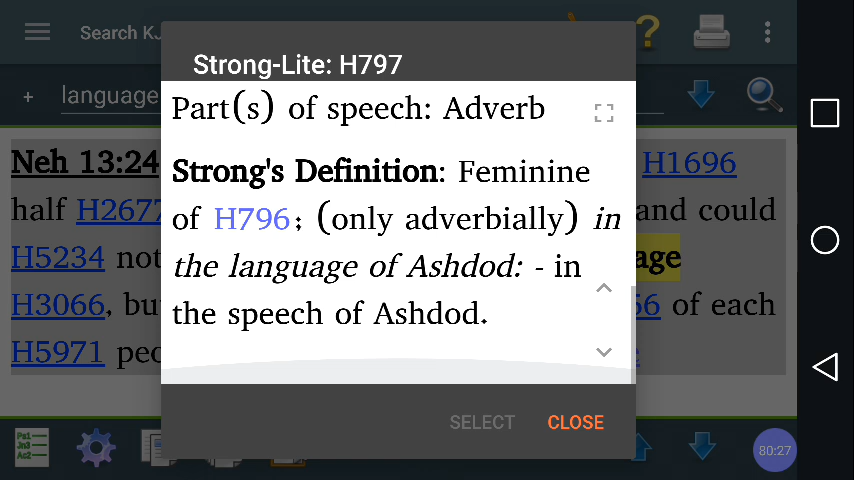 Search KJ
Strong-Lite: H797
+ language
Part(s) of speech: Adverb
Strong's Definition: Feminine
of H796; (only adverbially) in
the language of Ashdod: - in
the speech of Ashdod.
Neh 13:24 H1696
half H2677 and could
H5234 not age
H3066, bu 56 of each
H5971 peo
SELECT CLOSE
Ps1
Jn3
Ac2
80:27